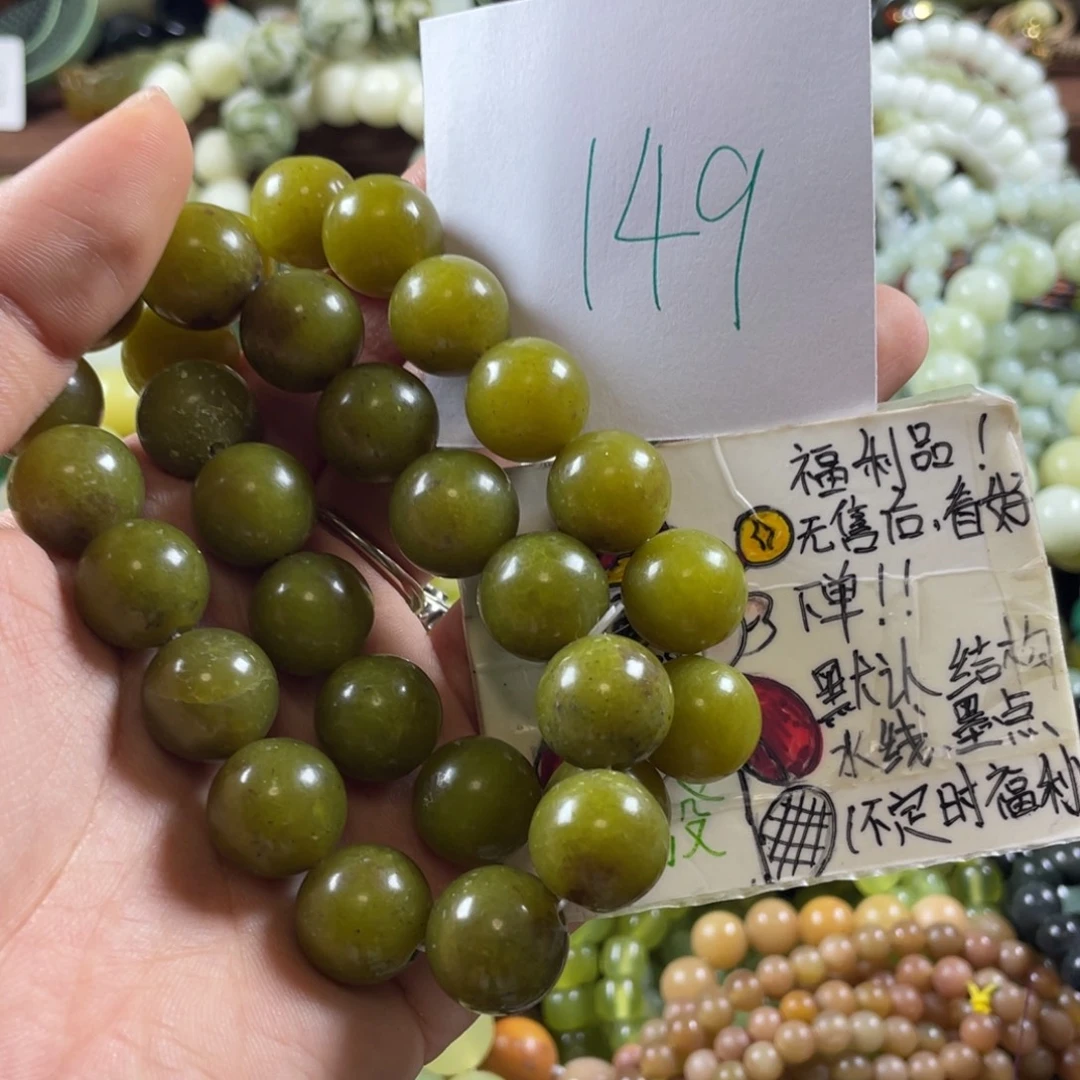 149
福利品！
无售后，看好
下单！！
默认结构
水线、墨点、
（不定时福利
发